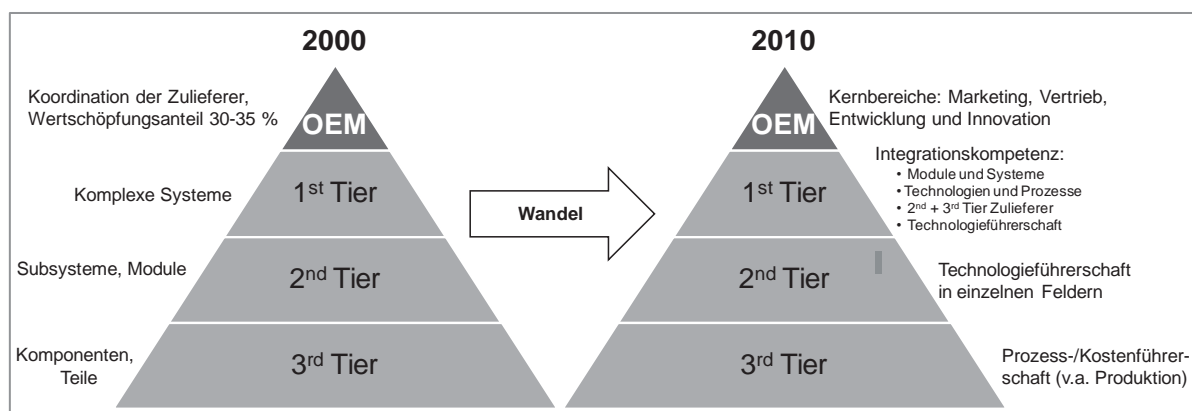 2000
Koordination der Zulieferer,
Wertschöpfungsanteil 30-35 %
OEM
Komplexe Systeme
1st Tier
Subsysteme, Module
2nd Tier
Komponenten,
Teile
3rd Tier
Wandel
2010
OEM
Kernbereiche: Marketing, Vertrieb,
Entwicklung und Innovation
1st Tier
Integrationskompetenz:
• Module und Systeme
• Technologien und Prozesse
• 2nd + 3rd Tier Zulieferer
• Technologieführerschaft
2nd Tier
Technologieführerschaft
in einzelnen Feldern
3rd Tier
Prozess-/Kostenführer-
schaft (v.a. Produktion)